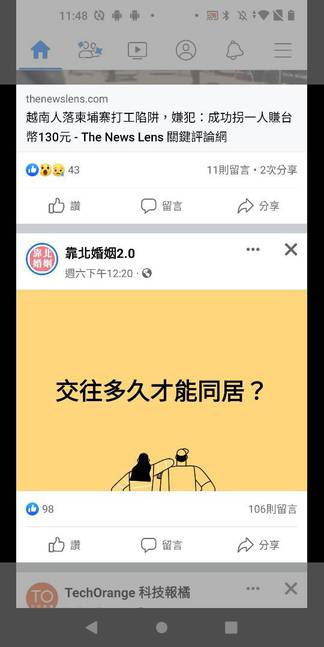 11:48
thenewslens.com
越南人落柬埔寨打工陷阱，嫌犯：成功拐一人賺台
幣130元 - The News Lens 關鍵評論網
43
11則留言・2次分享
讚 留言 分享
靠北
婚姻
靠北婚姻2.0
週六下午12:20 ·
交往多久才能同居？
98
106則留言
讚 留言 分享
TO
TechOrange 科技報橘